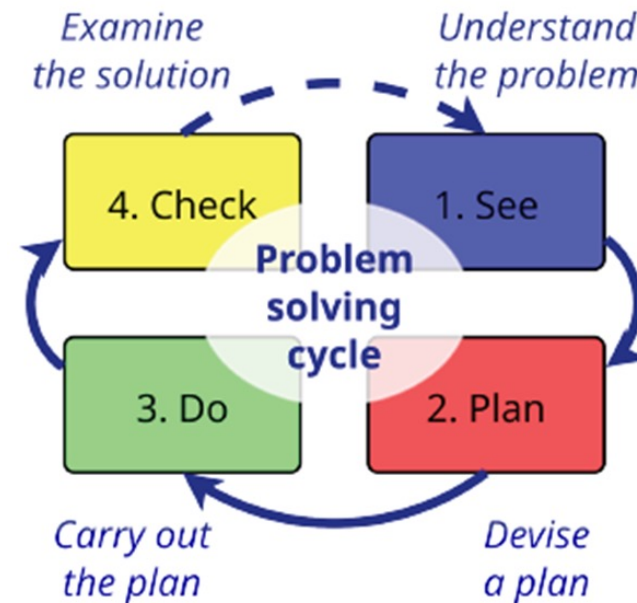 Examine
the solution
Understand
the problem
4. Check
1. See
Problem
solving
cycle
3. Do
2. Plan
Carry out
the plan
Devise
a plan